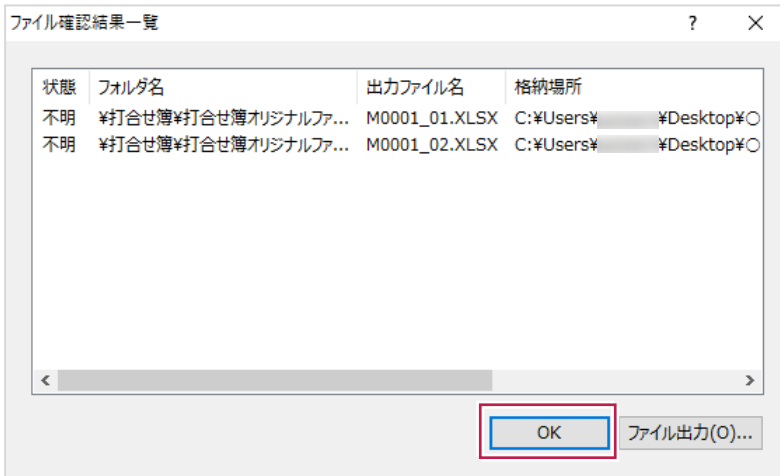 ファイル確認結果一覧 ? ×
状態 フォルダ名 出力ファイル名 格納場所
不明 ¥打合せ簿¥打合せ簿オリジナルファ... M0001_01.XLSX C:¥Users¥ ¥Desktop¥○
不明 ¥打合せ簿¥打合せ簿オリジナルファ... M0001_02.XLSX C:¥Users¥ ¥Desktop¥○
OK ファイル出力(O)...